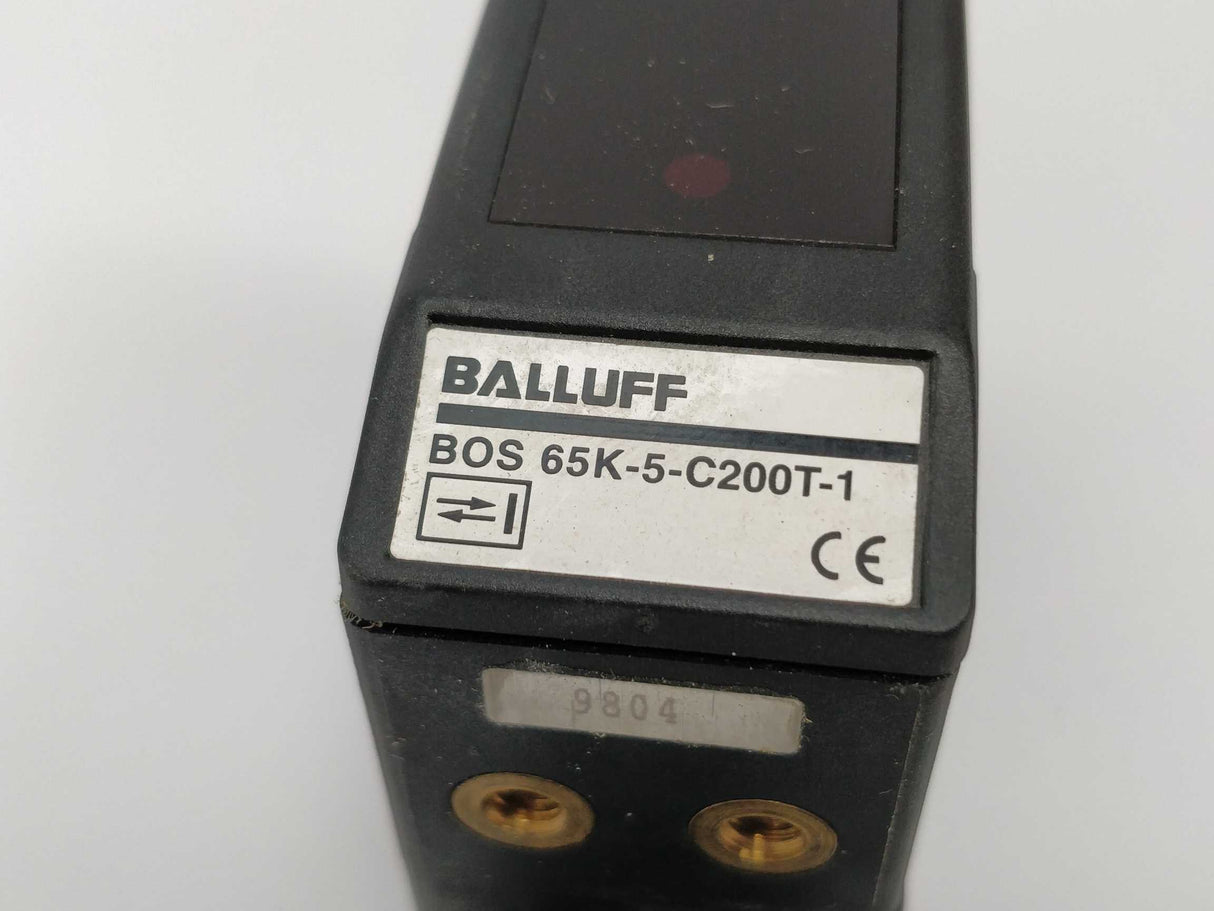 BALLUFF
BOS 65K-5-C200T-1
CE
9804